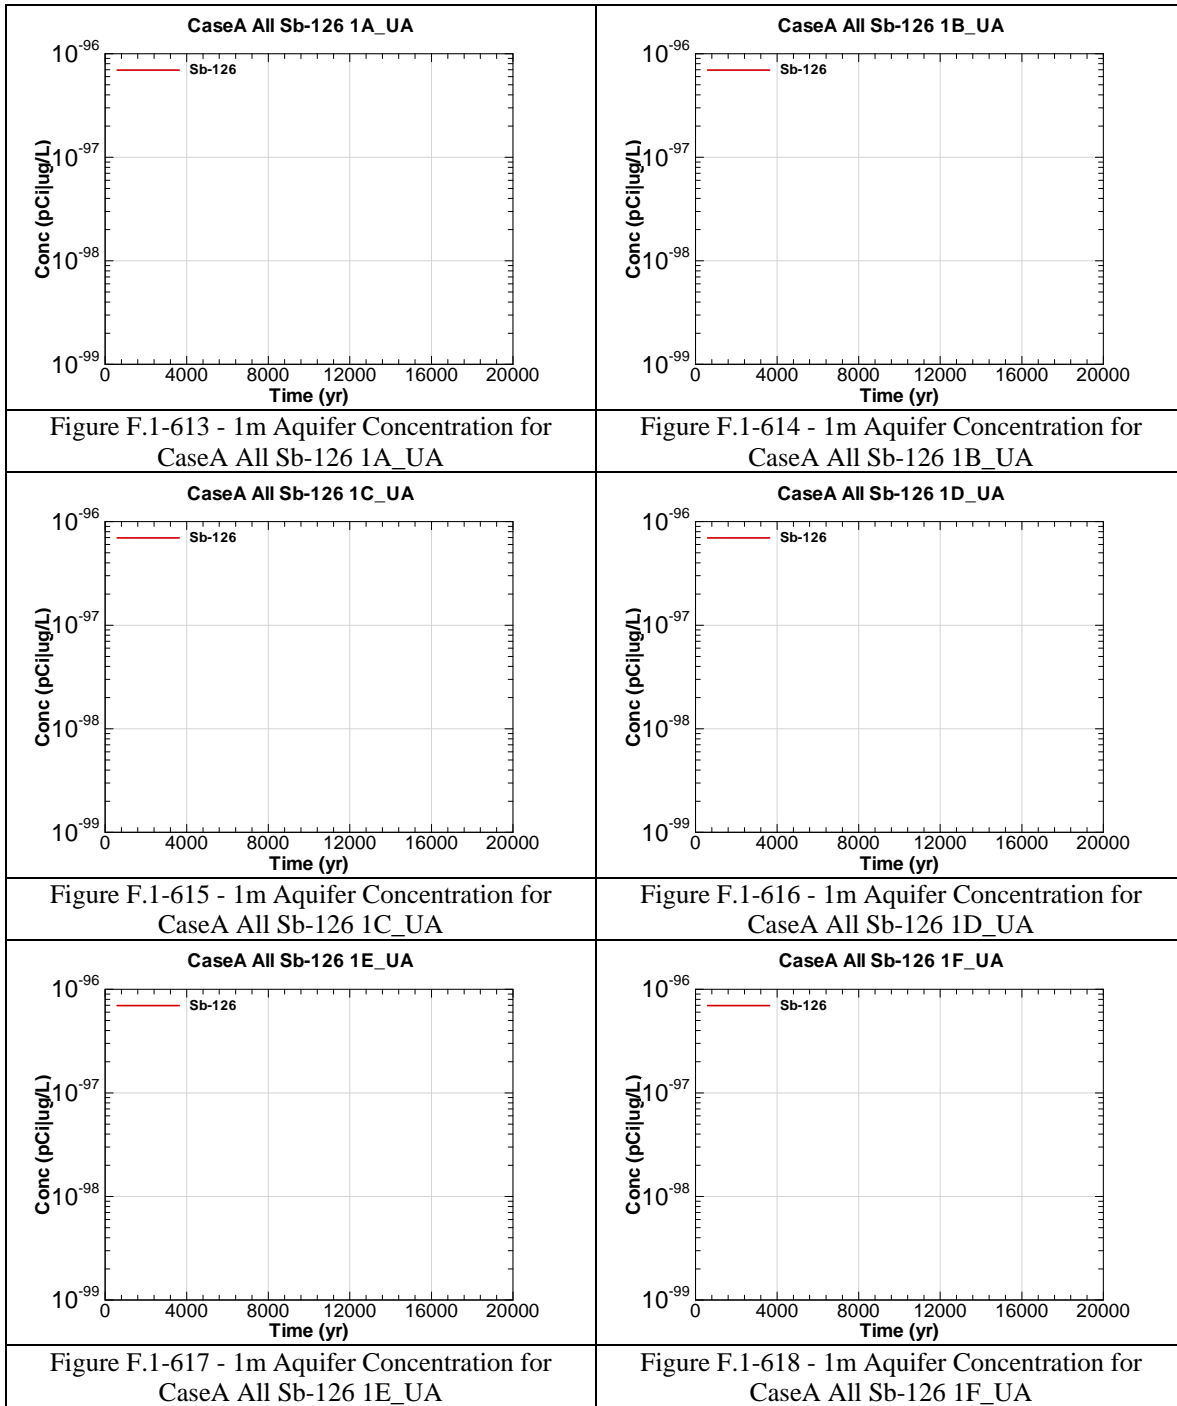 CaseA All Sb-126 1A_UA
10-96
Sb-126
10-97
Conc (pCi|ug/L)
10-98
10-99
0 4000 8000 12000 16000 20000
Time (yr)
Figure F.1-613 - 1m Aquifer Concentration for
CaseA All Sb-126 1A_UA
CaseA All Sb-126 1B_UA
10-96
Sb-126
10-97
Conc (pCi|ug/L)
10-98
10-99
0 4000 8000 12000 16000 20000
Time (yr)
Figure F.1-614 - 1m Aquifer Concentration for
CaseA All Sb-126 1B_UA
CaseA All Sb-126 1C_UA
10-96
Sb-126
10-97
Conc (pCi|ug/L)
10-98
10-99
0 4000 8000 12000 16000 20000
Time (yr)
Figure F.1-615 - 1m Aquifer Concentration for
CaseA All Sb-126 1C_UA
CaseA All Sb-126 1D_UA
10-96
Sb-126
10-97
Conc (pCi|ug/L)
10-98
10-99
0 4000 8000 12000 16000 20000
Time (yr)
Figure F.1-616 - 1m Aquifer Concentration for
CaseA All Sb-126 1D_UA
CaseA All Sb-126 1E_UA
10-96
Sb-126
10-97
Conc (pCi|ug/L)
10-98
10-99
0 4000 8000 12000 16000 20000
Time (yr)
Figure F.1-617 - 1m Aquifer Concentration for
CaseA All Sb-126 1E_UA
CaseA All Sb-126 1F_UA
10-96
Sb-126
10-97
Conc (pCi|ug/L)
10-98
10-99
0 4000 8000 12000 16000 20000
Time (yr)
Figure F.1-618 - 1m Aquifer Concentration for
CaseA All Sb-126 1F_UA